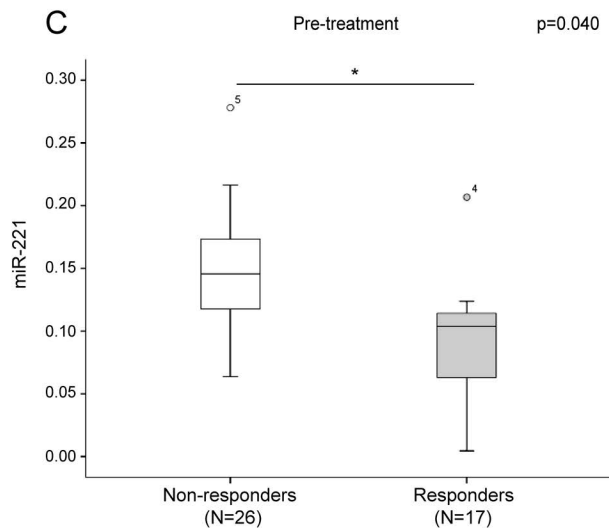 C
Pre-treatment
p=0.040
*
0.30
0.25
0.20
0.15
0.10
0.05
0.00
miR-221
5
4
Non-responders
(N=26)
Responders
(N=17)